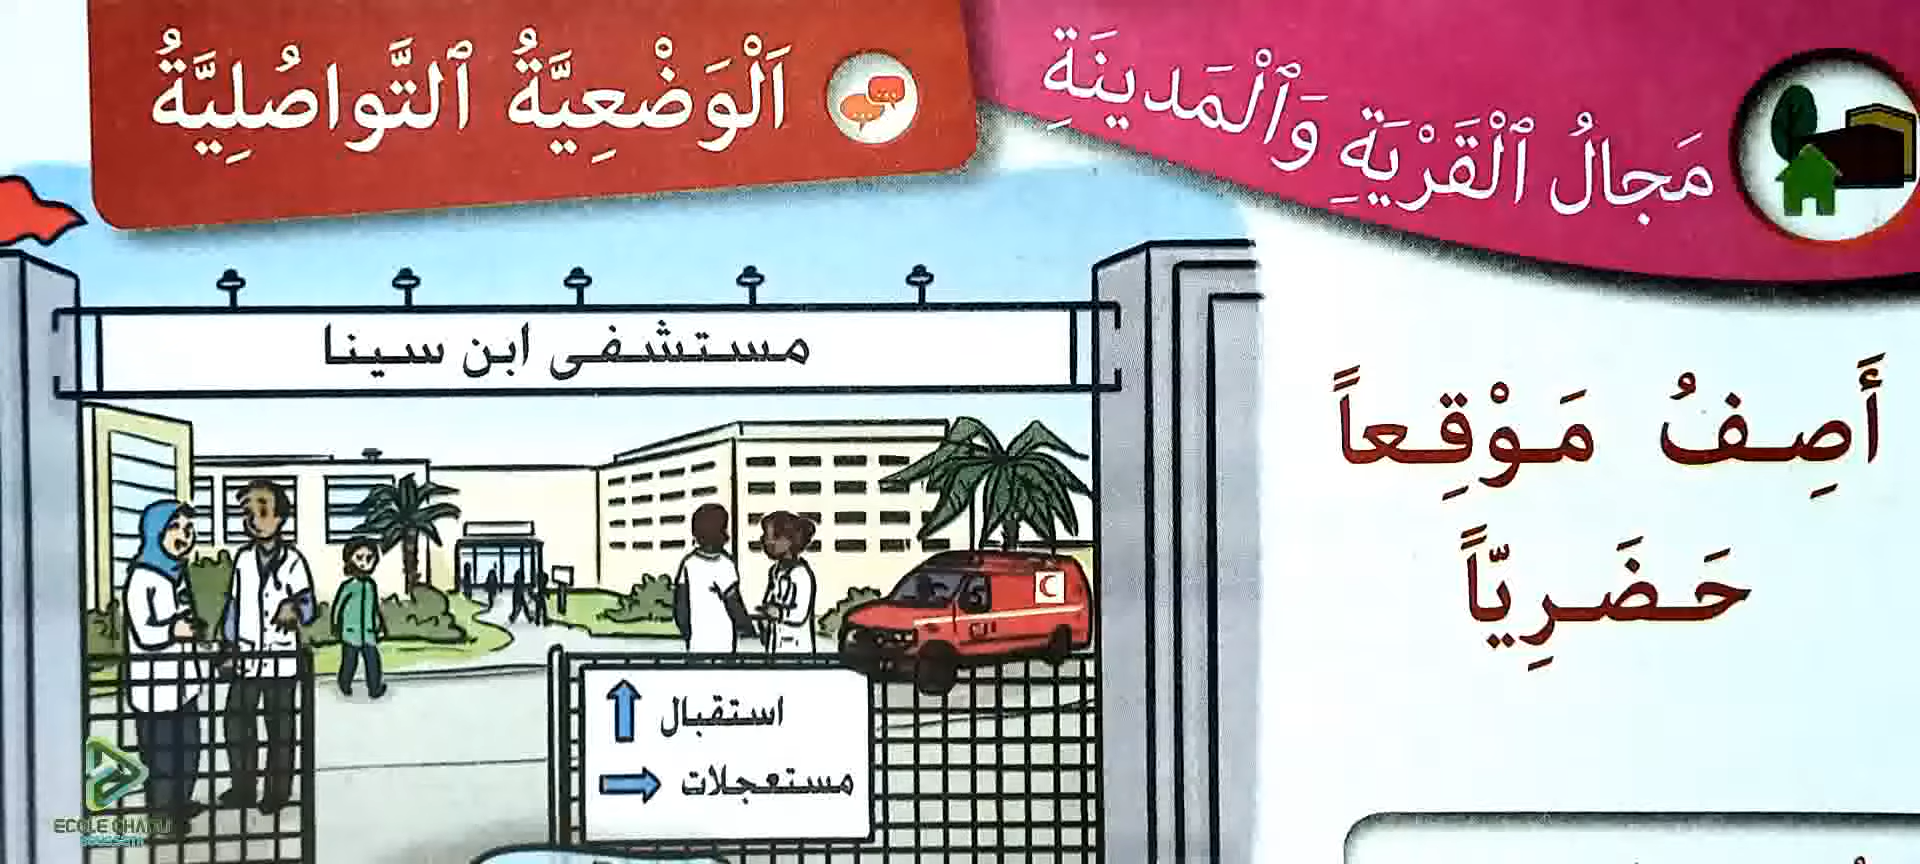 مَجالُ ٱلْقَرْيَةِ وَٱلْمَدينَةِ
اَلْوَضْعِيَّةُ ٱلتَّواصُلِيَّةُ
أَصِفُ مَوْقِعاً
حَضَرِيّاً
مستشفى ابن سينا
استقبال
مستعجلات